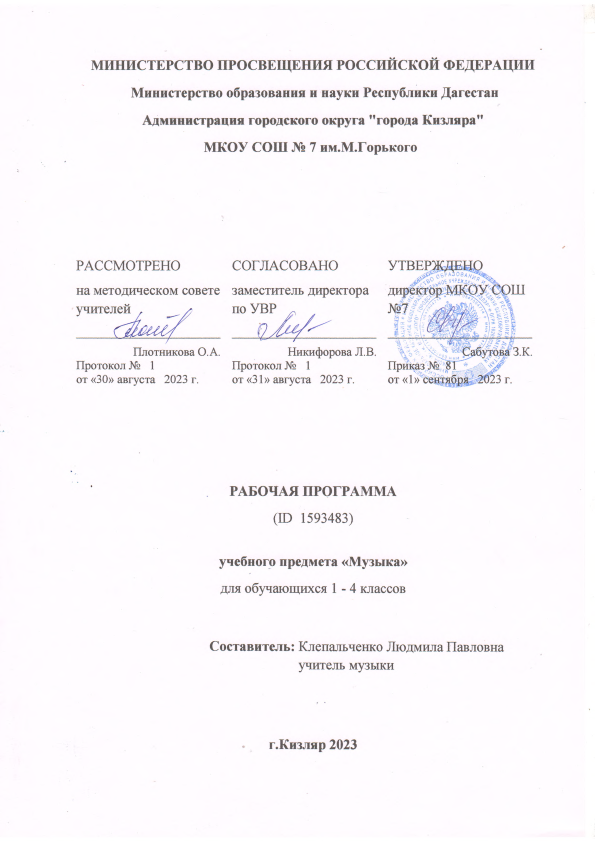 МИНИСТЕРСТВО ПРОСВЕЩЕНИЯ РОССИЙСКОЙ ФЕДЕРАЦИИ
Министерство образования и науки Республики Дагестан
Администрация городского округа "города Кизляра"
МКОУ СОШ № 7 им.М.Горького
РАССМОТРЕНО
на методическом совете
учителей
Плотникова О.А.
Протокол № 1
от «30» августа 2023 г.
СОГЛАСОВАНО
заместитель директора
по УВР
Никифорова Л.В.
Протокол № 1
от «31» августа 2023 г.
УТВЕРЖДЕНО
директор МКОУ СОШ
№7
Сабутова З.К.
Приказ № 81
от «1» сентября 2023 г.
РАБОЧАЯ ПРОГРАММА
(ID 1593483)
учебного предмета «Музыка»
для обучающихся 1 - 4 классов
Составитель: Клепальченко Людмила Павловна
учитель музыки
г.Кизляр 2023